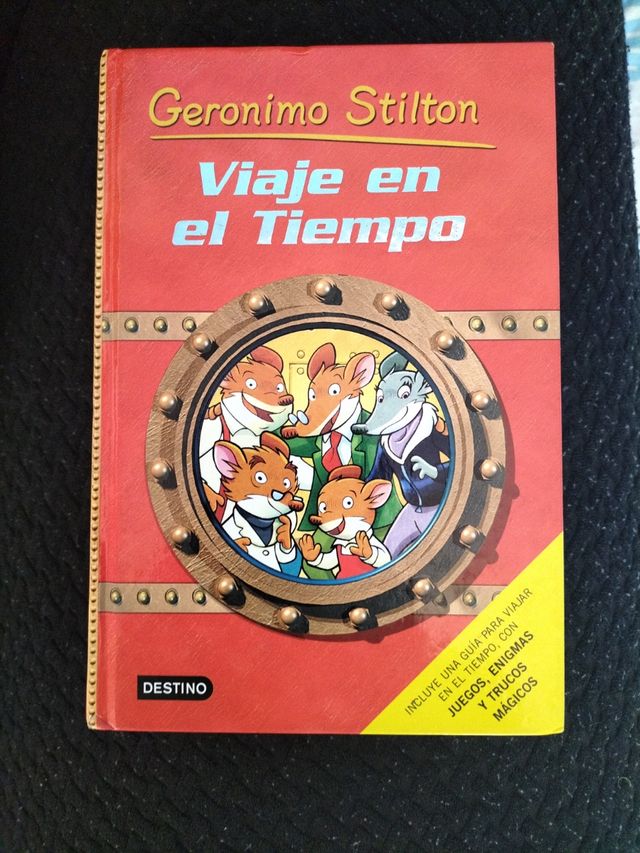 Geronimo Stilton
Viaje en
el Tiempo
INCLUYE UNA GUÍA PARA VIAJAR
EN EL TIEMPO, CON
JUEGOS, ENIGMAS
Y TRUCOS
MÁGICOS
DESTINO